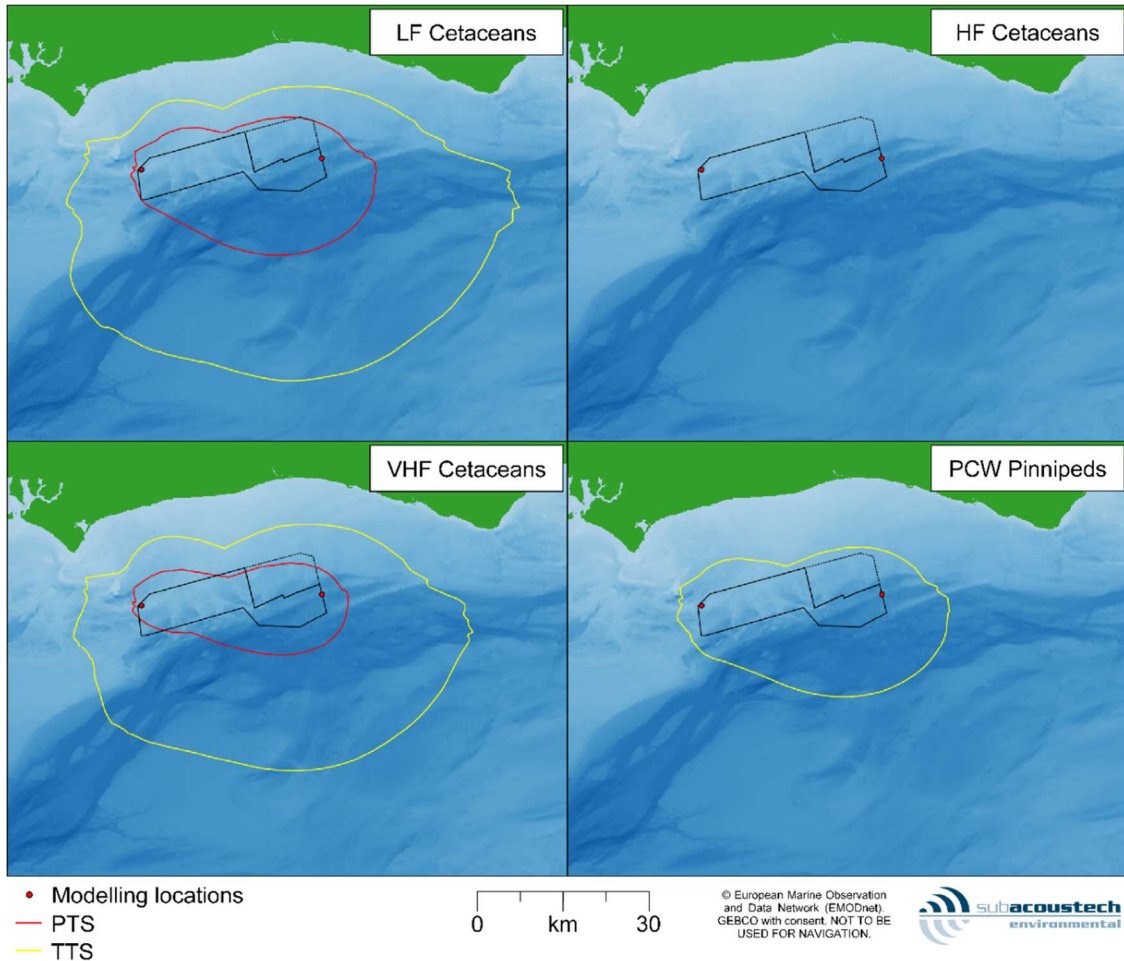 LF Cetaceans
HF Cetaceans
VHF Cetaceans
PCW Pinnipeds
Modelling locations
PTS
TTS
0 30
km
© European Marine Observation
and Data Network (EMODnet).
GEBCO with consent. NOT TO BE
USED FOR NAVIGATION.
subacoustech
environmental